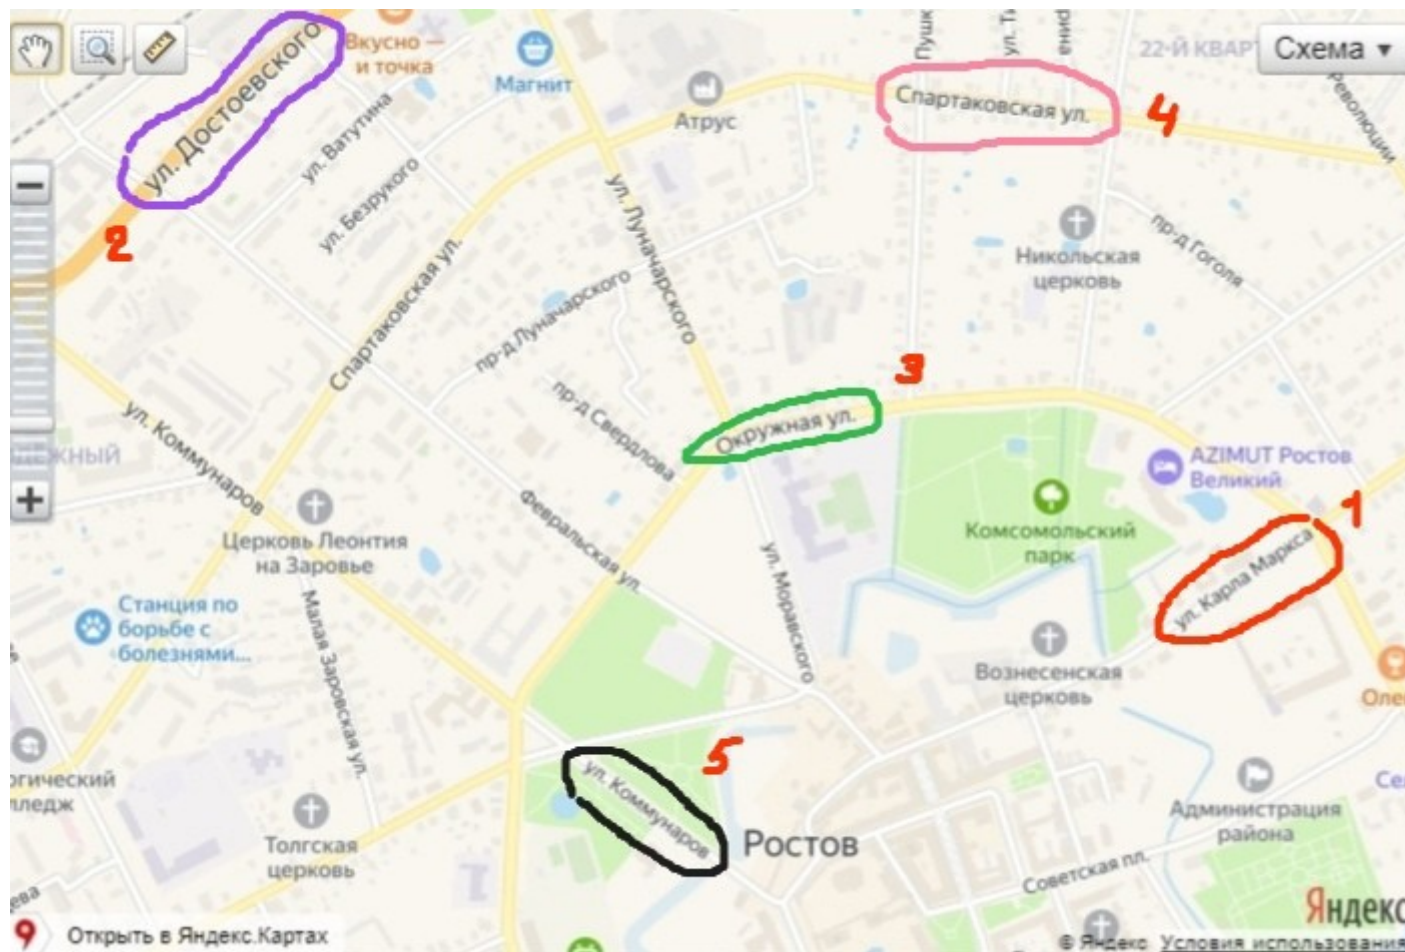 Вкусно —
и точка
Магнит
Атрус
22-Й КВАР
Схема
ул. Достоевского
ул. Ватутина
ул. Безрукого
Спартаковская ул.
4
2
ул. Луначарского
Никольская
церковь
пр-д Гоголя
Революции
Спартаковская ул.
пр-д Луначарского
3
пр-д Свердлова
Окружная ул.
ул. Коммунаров
AZIMUT Ростов
Великий
1
Комсомольский
парк
Церковь Леонтия
на Заровье
Февральская ул.
ул. Моравского
ул. Карла Маркса
Станция по
борьбе с
болезнями...
Малая Заровская ул.
Вознесенская
церковь
5
ул. Коммунаров
Ростов
Администрация
района
Толгская
церковь
Советская пл.
Яндекс
Открыть в Яндекс.Картах
© Яндекс Условия использования